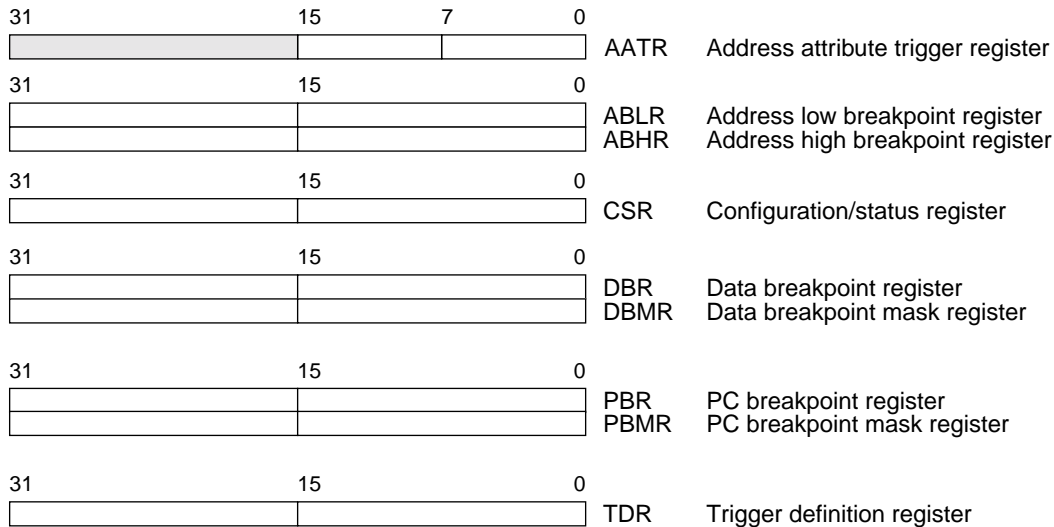 31 15 7 0
AATR Address attribute trigger register
31 15 0
ABLR Address low breakpoint register
ABHR Address high breakpoint register
31 15 0
CSR Configuration/status register
31 15 0
DBR Data breakpoint register
DBMR Data breakpoint mask register
31 15 0
PBR PC breakpoint register
PBMR PC breakpoint mask register
31 15 0
TDR Trigger definition register